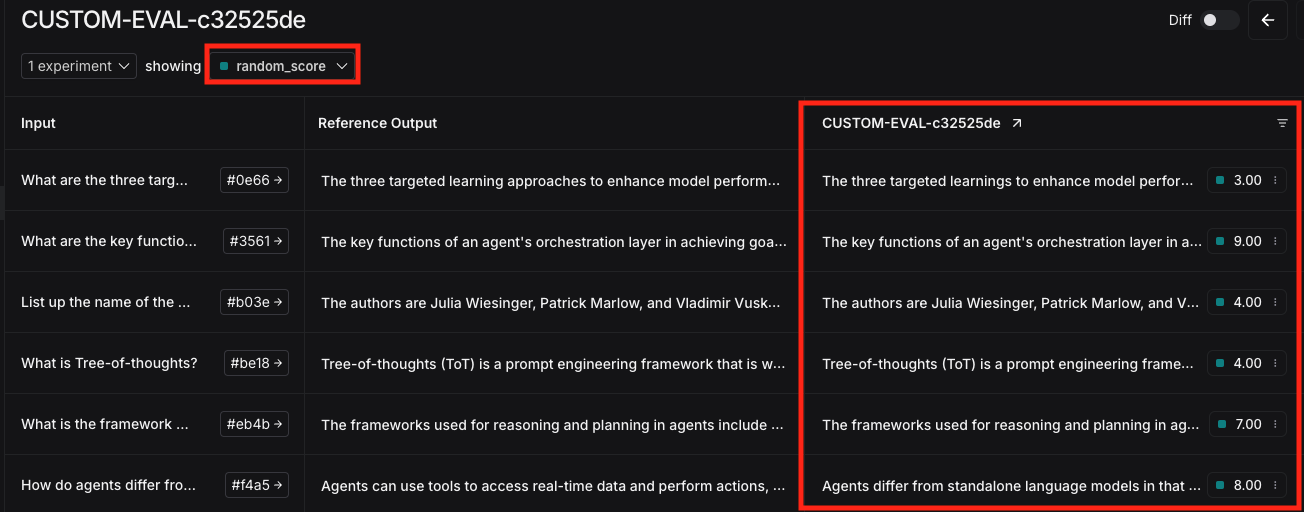 CUSTOM-EVAL-c32525de
Diff
1 experiment showing random_score
Input Reference Output CUSTOM-EVAL-c32525de
What are the three targ... #0e66 The three targeted learning approaches to enhance model perform... The three targeted learnings to enhance model perfor... 3.00
What are the key functio... #3561 The key functions of an agent's orchestration layer in achieving goa... The key functions of an agent's orchestration layer in a... 9.00
List up the name of the ... #b03e The authors are Julia Wiesinger, Patrick Marlow, and Vladimir Vusk... The authors are Julia Wiesinger, Patrick Marlow, and V... 4.00
What is Tree-of-thoughts? #be18 Tree-of-thoughts (ToT) is a prompt engineering framework that is w... Tree-of-thoughts (ToT) is a prompt engineering frame... 4.00
What is the framework ... #eb4b The frameworks used for reasoning and planning in agents include ... The frameworks used for reasoning and planning in ag... 7.00
How do agents differ fro... #f4a5 Agents can use tools to access real-time data and perform actions, ... Agents differ from standalone language models in that ... 8.00